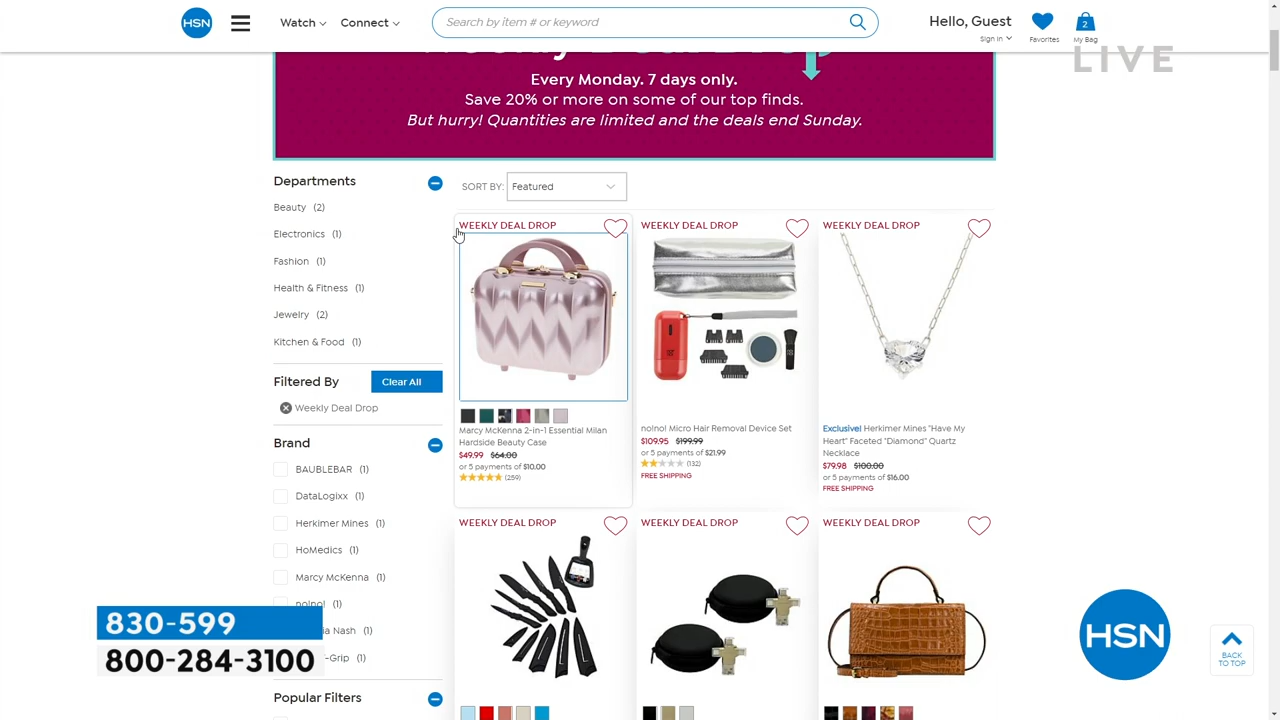 HSN
Watch
Connect
Search by item # or keyword
Hello, Guest
Sign In
Favorites
2
My Bag
LIVE
Every Monday. 7 days only.
Save 20% or more on some of our top finds.
But hurry! Quantities are limited and the deals end Sunday.
Departments
Beauty (2)
Electronics (1)
Fashion (1)
Health & Fitness (1)
Jewelry (2)
Kitchen & Food (1)
Filtered By
Clear All
Weekly Deal Drop
Brand
BAUBLEBAR (1)
DataLogixx (1)
Herkimer Mines (1)
HoMedics (1)
Marcy McKenna (1)
no!no! (1)
Nash (1)
-Grip (1)
Popular Filters
SORT BY: Featured
WEEKLY DEAL DROP
Marcy McKenna 2-in-1 Essential Milan
Hardside Beauty Case
$49.99 $64.00
or 5 payments of $10.00
(259)
WEEKLY DEAL DROP
no!no! Micro Hair Removal Device Set
$109.95 $199.99
or 5 payments of $21.99
(132)
FREE SHIPPING
WEEKLY DEAL DROP
Exclusive! Herkimer Mines "Have My
Heart" Faceted "Diamond" Quartz
Necklace
$79.98 $100.00
or 5 payments of $16.00
FREE SHIPPING
WEEKLY DEAL DROP
WEEKLY DEAL DROP
WEEKLY DEAL DROP
830-599
800-284-3100
HSN
BACK
TO TOP